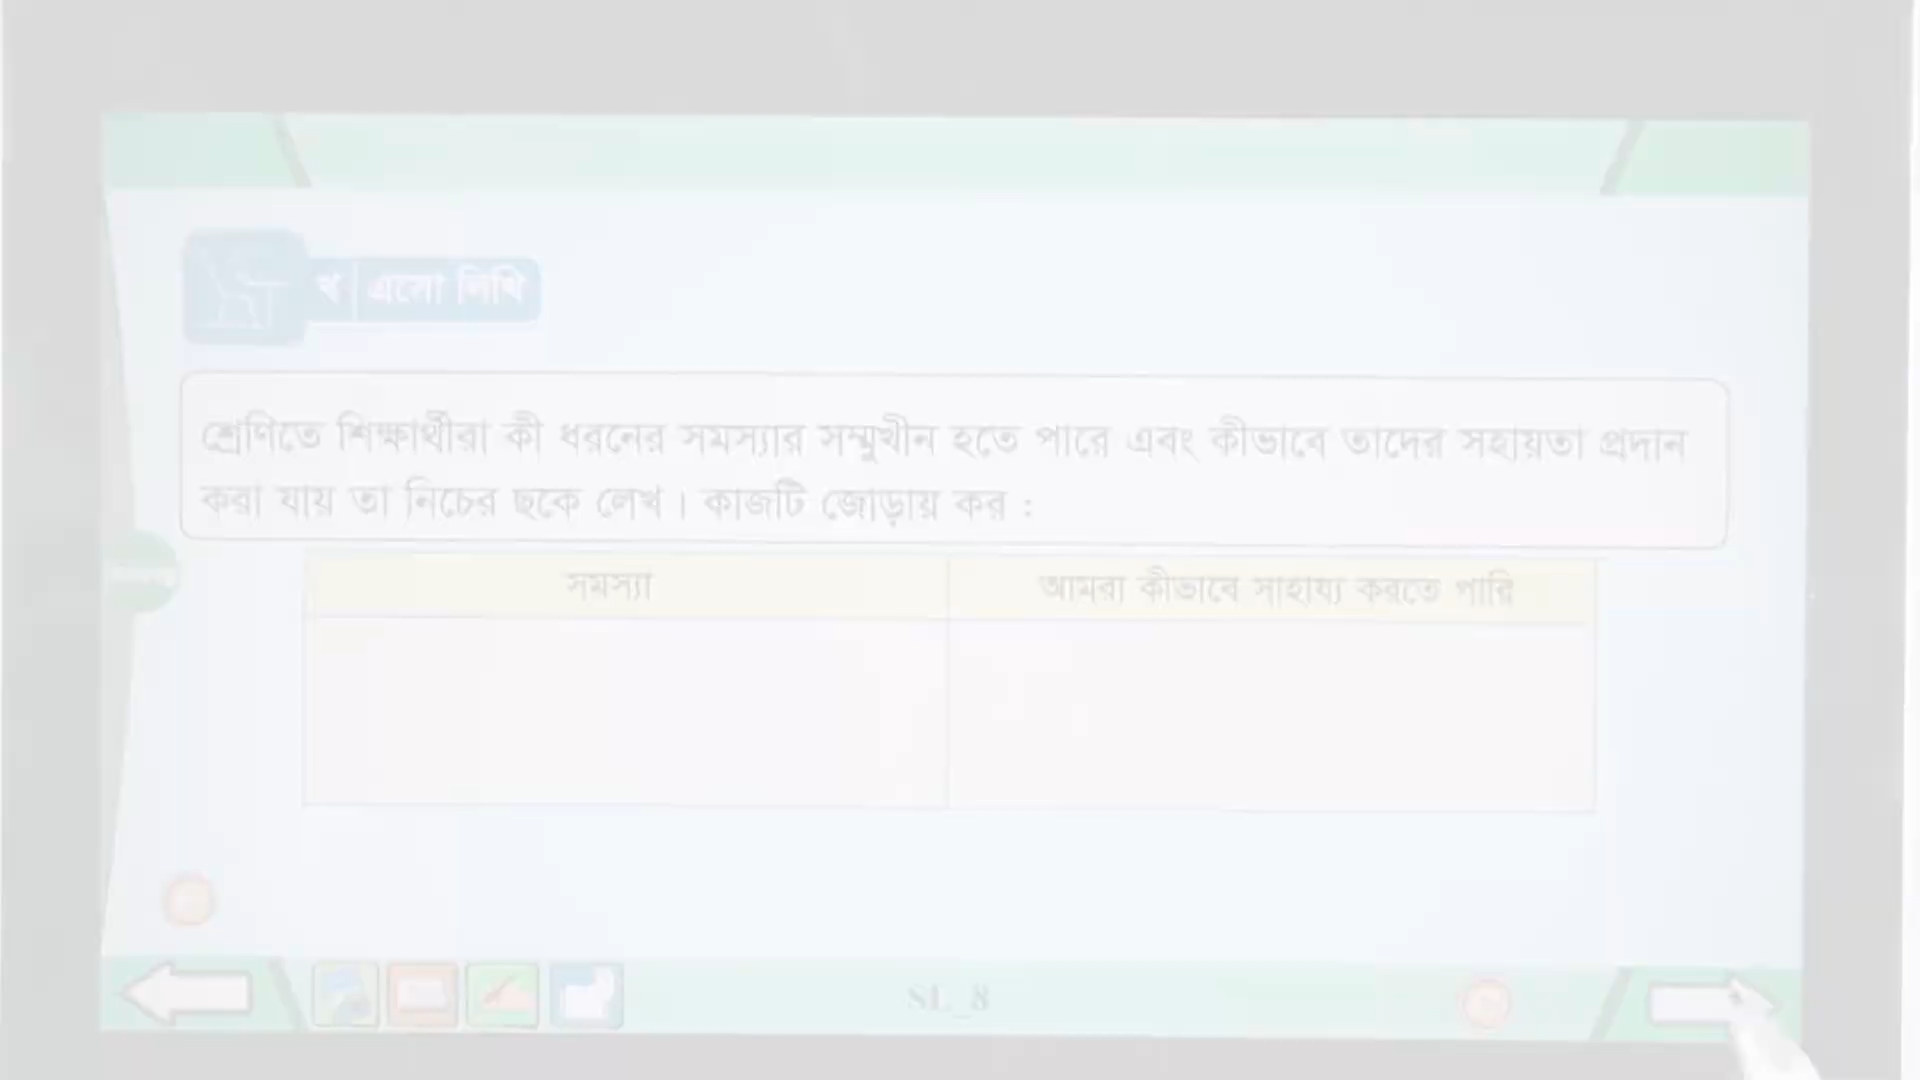 খ এসো লিখি
শ্রেণিতে শিক্ষার্থীরা কী ধরনের সমস্যার সম্মুখীন হতে পারে এবং কীভাবে তাদের সহায়তা প্রদান
করা যায় তা নিচের ছকে লেখ। কাজটি জোড়ায় কর :
সমস্যা
আমরা কীভাবে সাহায্য করতে পারি
SL_8